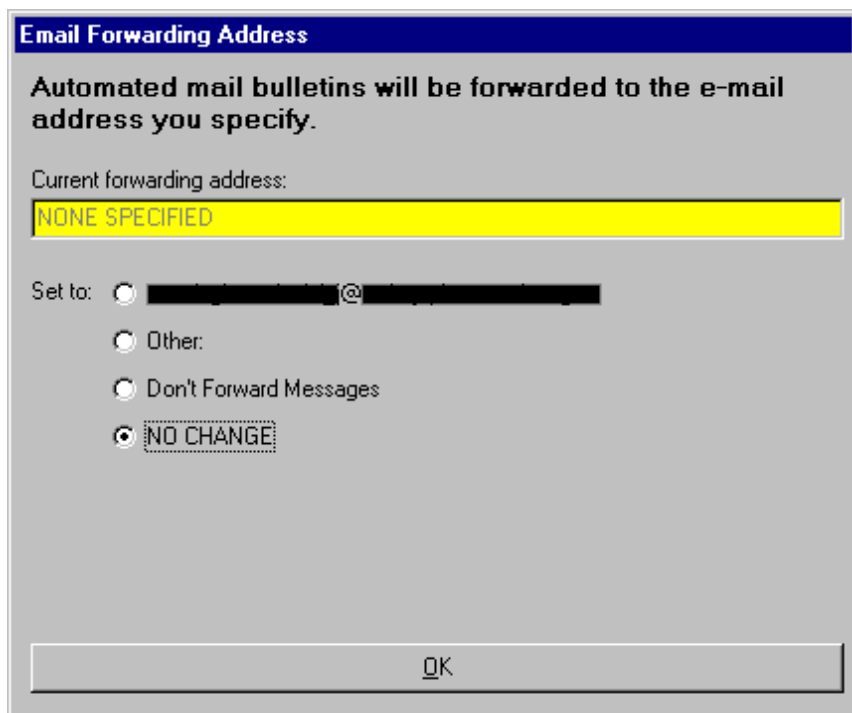 Email Forwarding Address
Automated mail bulletins will be forwarded to the e-mail
address you specify.
Current forwarding address:
NONE SPECIFIED
Set to:
@
Other:
Don't Forward Messages
NO CHANGE
OK